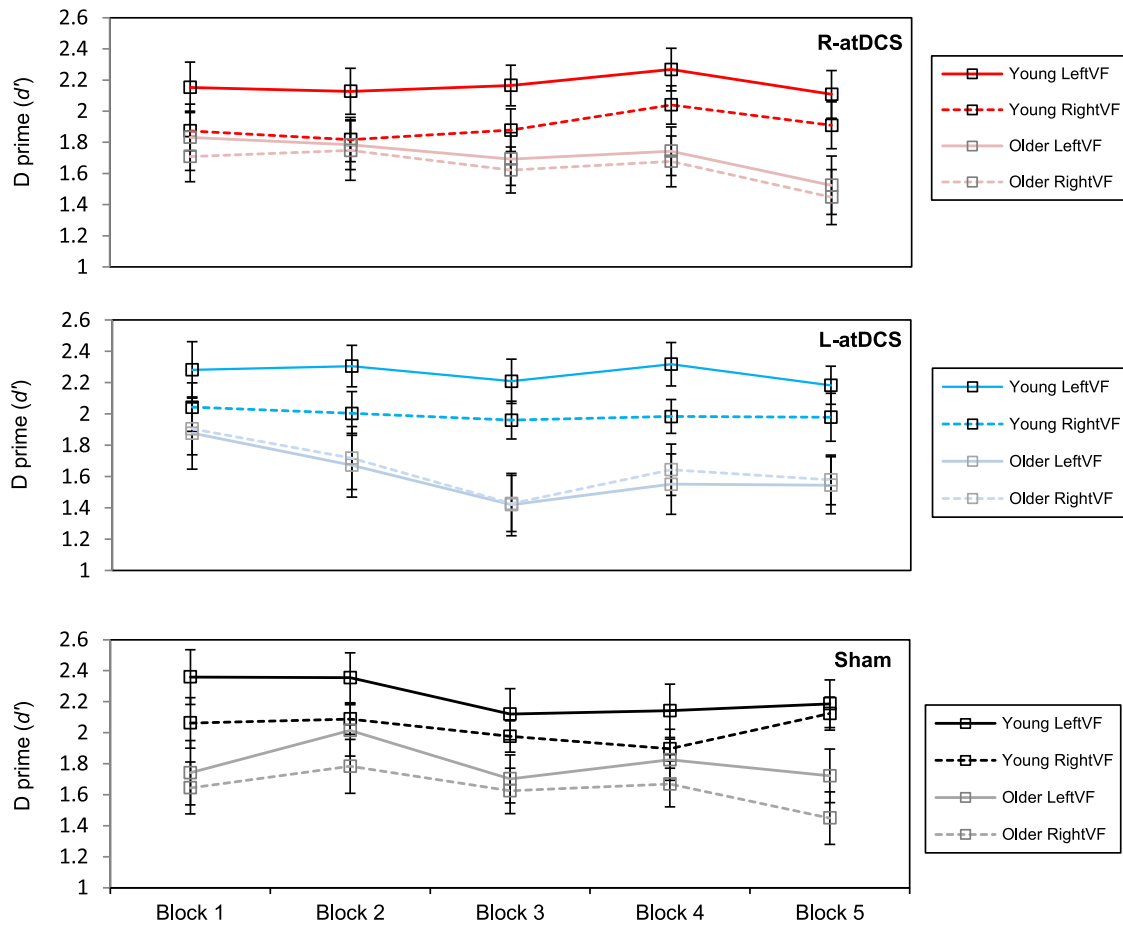 R-atDCS
D prime (d')
2.6
2.4
2.2
2
1.8
1.6
1.4
1.2
1
Young LeftVF
Young RightVF
Older LeftVF
Older RightVF
L-atDCS
D prime (d')
2.6
2.4
2.2
2
1.8
1.6
1.4
1.2
1
Young LeftVF
Young RightVF
Older LeftVF
Older RightVF
Sham
D prime (d')
2.6
2.4
2.2
2
1.8
1.6
1.4
1.2
1
Young LeftVF
Young RightVF
Older LeftVF
Older RightVF
Block 1 Block 2 Block 3 Block 4 Block 5